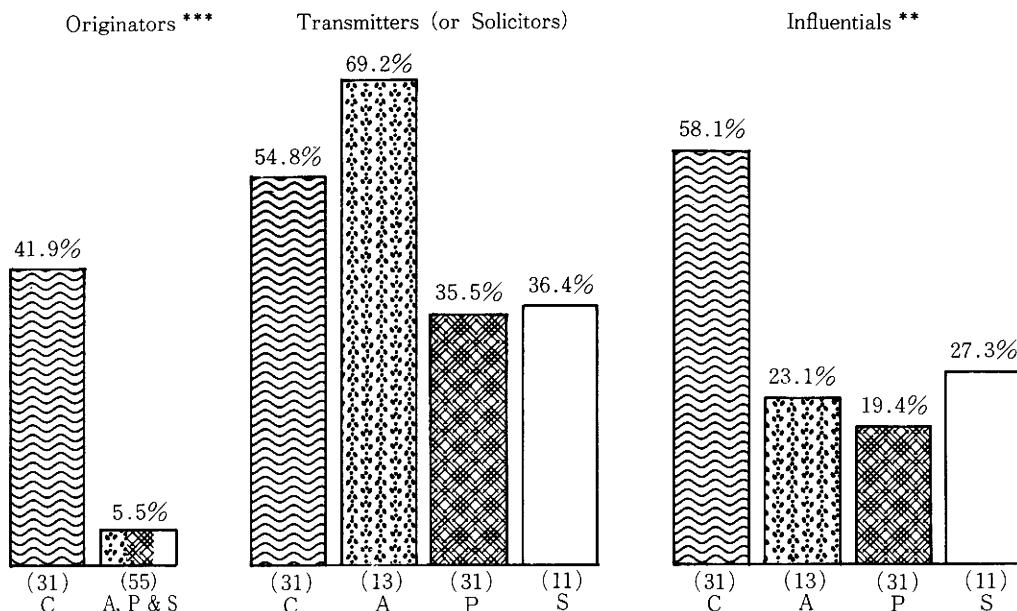 Originators ***
Transmitters (or Solicitors)
Influentials **
41.9%
5.5%
54.8%
69.2%
35.5%
36.4%
58.1%
23.1%
19.4%
27.3%
(31) (55) (31) (13) (31) (11) (31) (13) (31) (11)
C A, P & S C A P S C A P S